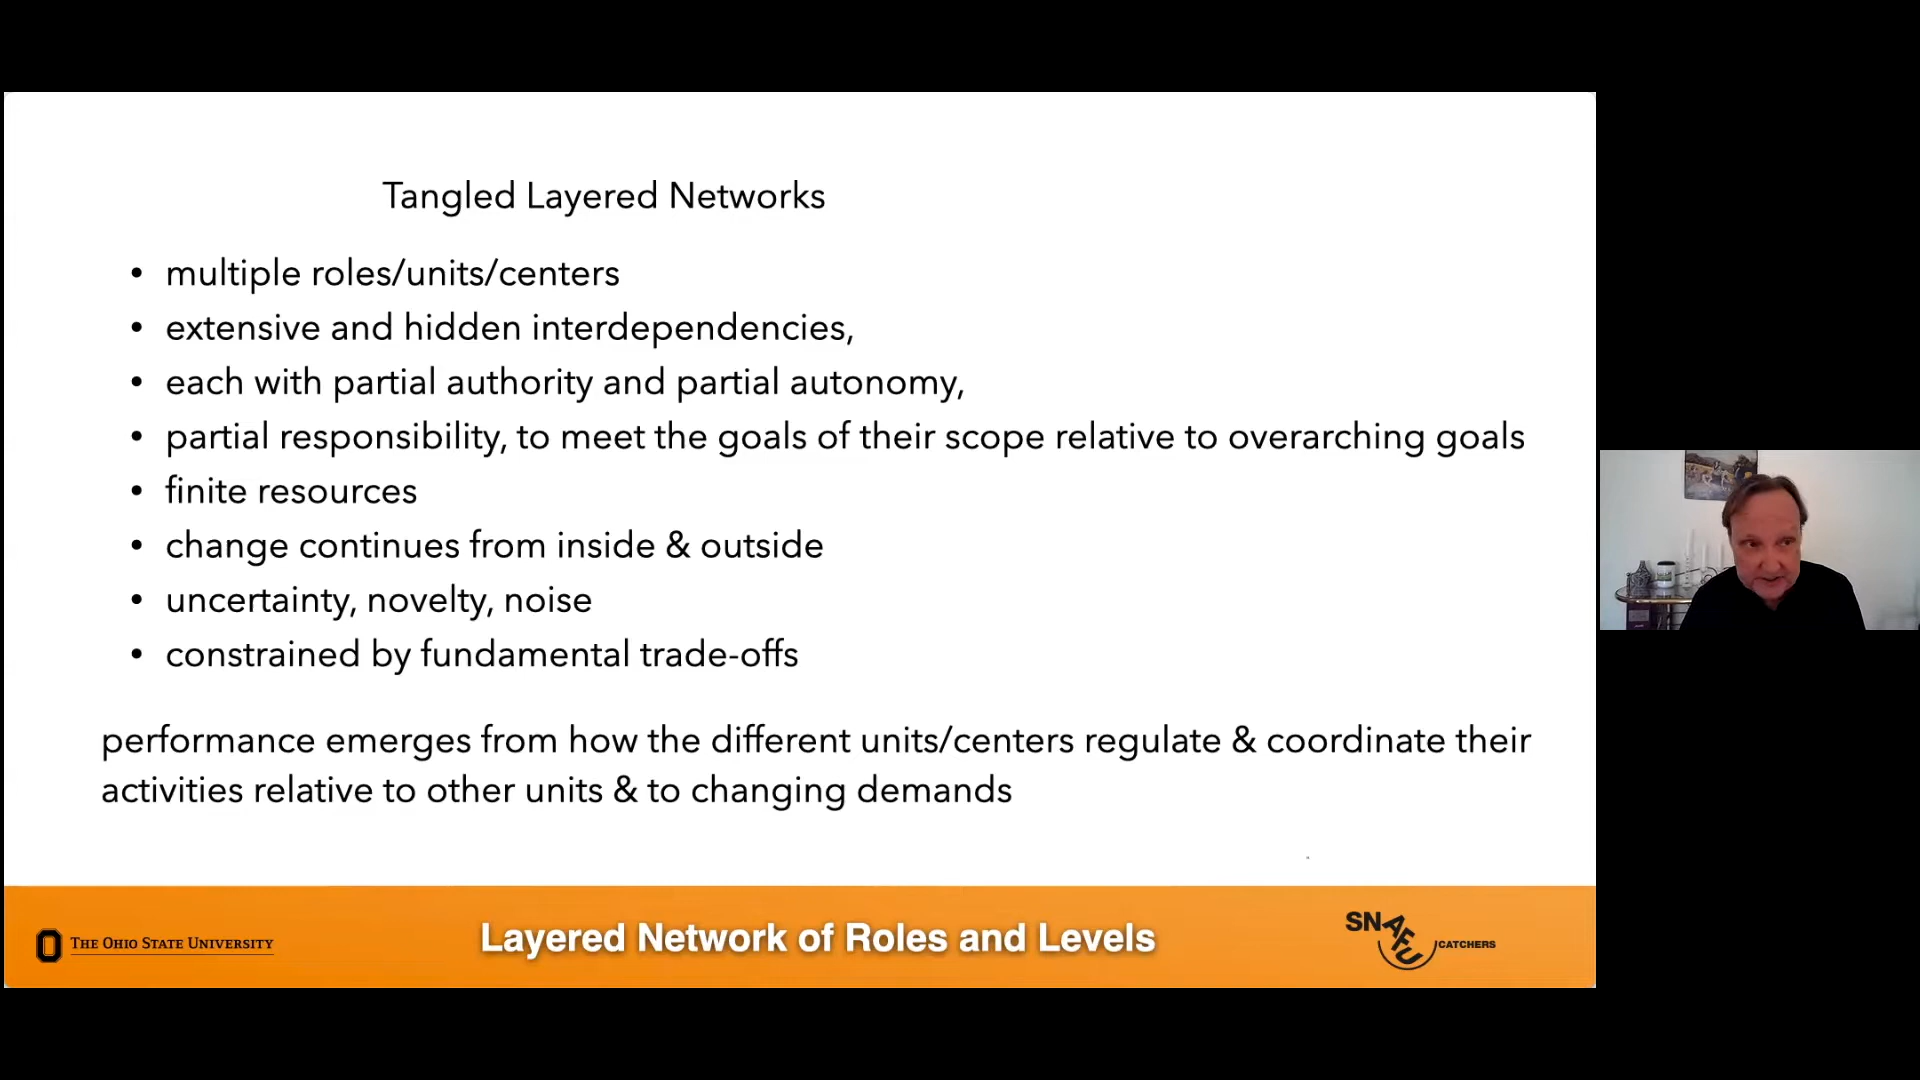 Tangled Layered Networks
• multiple roles/units/centers
• extensive and hidden interdependencies,
• each with partial authority and partial autonomy,
• partial responsibility, to meet the goals of their scope relative to overarching goals
• finite resources
• change continues from inside & outside
• uncertainty, novelty, noise
• constrained by fundamental trade-offs
performance emerges from how the different units/centers regulate & coordinate their
activities relative to other units & to changing demands
THE OHIO STATE UNIVERSITY
Layered Network of Roles and Levels
SNAFU CATCHERS